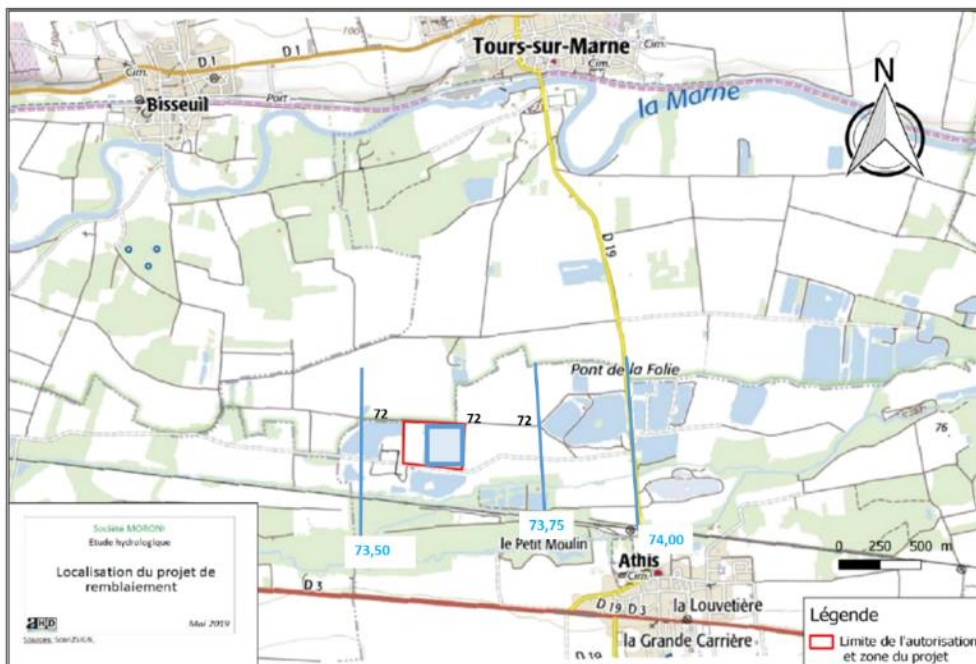 D 1
D 1
Cim.
Tours-sur-Marne
Cim.
N
Bisseuil
Port
la Marne
D 19
Pont de la Folie
72
72
72
76
73,50
73,75
74,00
le Petit Moulin
Athis
Cim.
0 250 500 m
D 3
D 19 D 3
la Louvetière
la Grande Carrière
D 19
Société MORONI
Etude hydrologique
Localisation du projet de
remblaiement
Mai 2019
Sources:
Légende
Limite de l'autorisation
et zone du projet